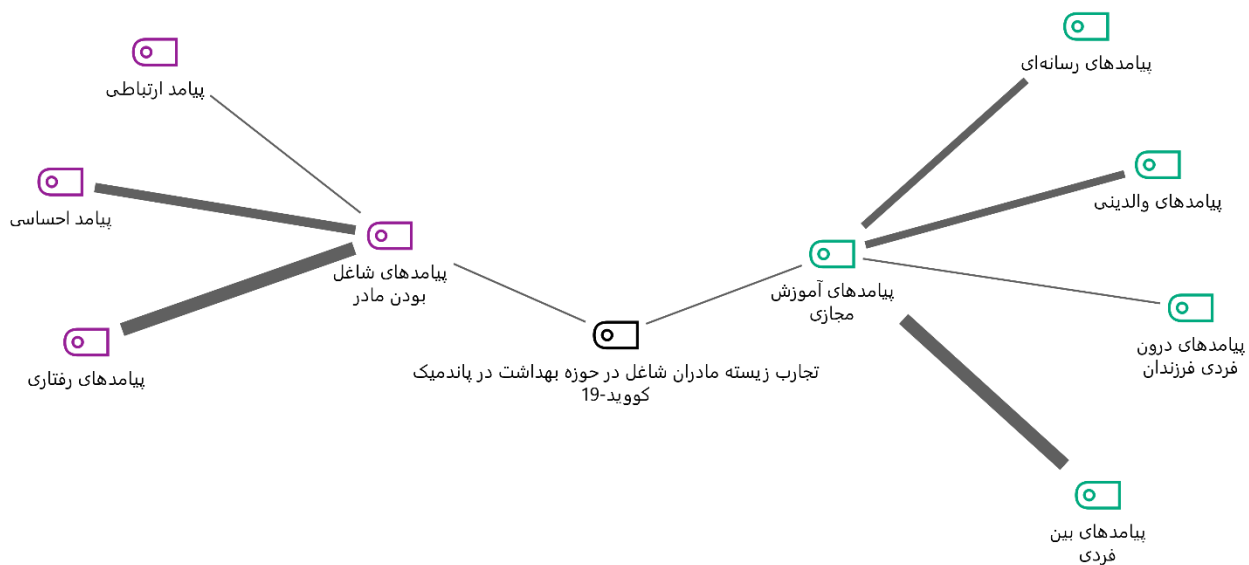 پیامدهای رسانه‌ای
پیامد ارتباطی
پیامدهای والدینی
پیامد احساسی
پیامدهای شاغل
بودن مادر
پیامدهای آموزش
مجازی
پیامدهای درون
فردی فرزندان
پیامدهای رفتاری
تجارب زیسته مادران شاغل در حوزه بهداشت در پاندمیک
کووید-19
پیامدهای بین
فردی